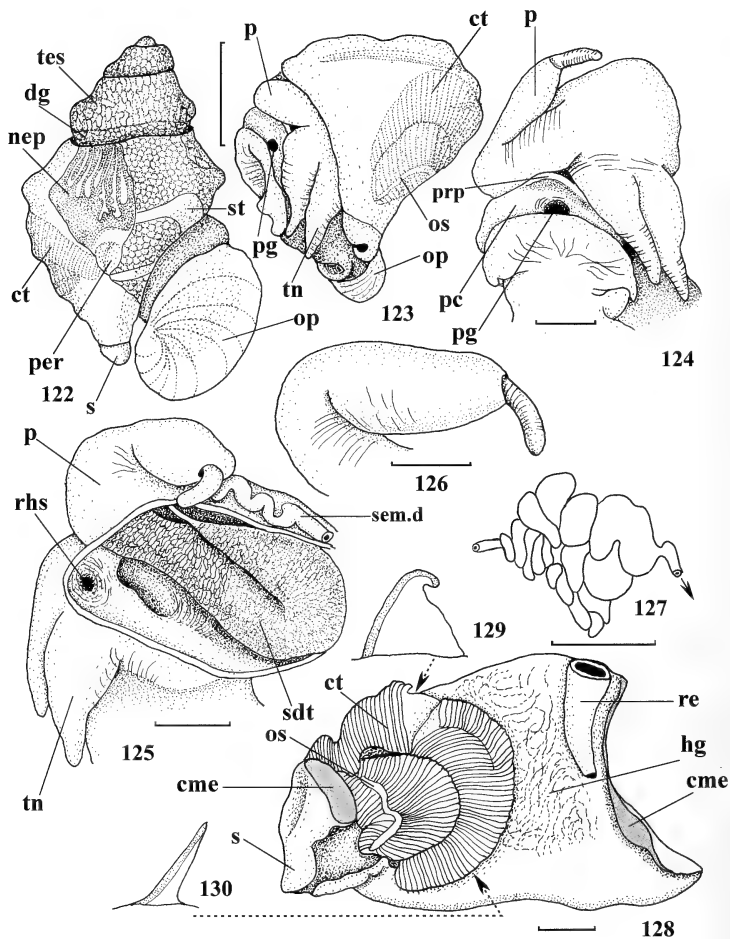 tes
dg
nep
ct
per
122
s
st
op
p
ct
os
pg
tn
op
123
p
prp
pc
pg
124
126
p
rhs
sem.d
127
129
sdt
125
tn
ct
os
cme
s
130
re
hg
cme
128